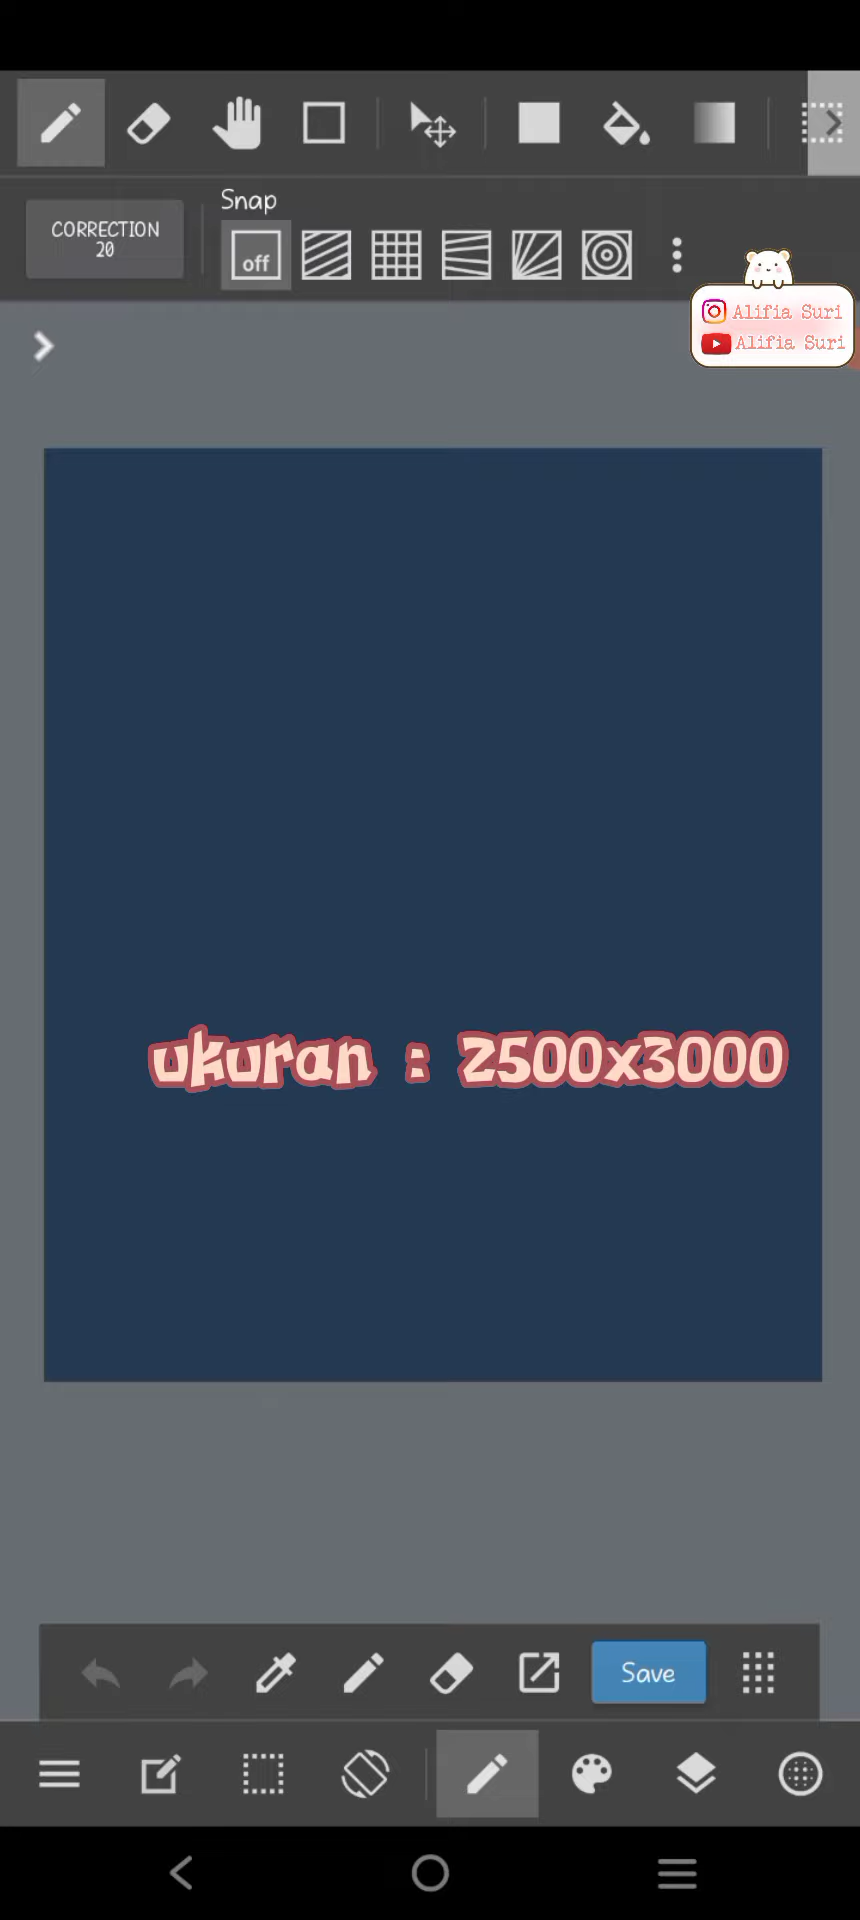 Snap
CORRECTION
20
off
Alifia Suri
Alifia Suri
ukuran : 2500x3000
Save